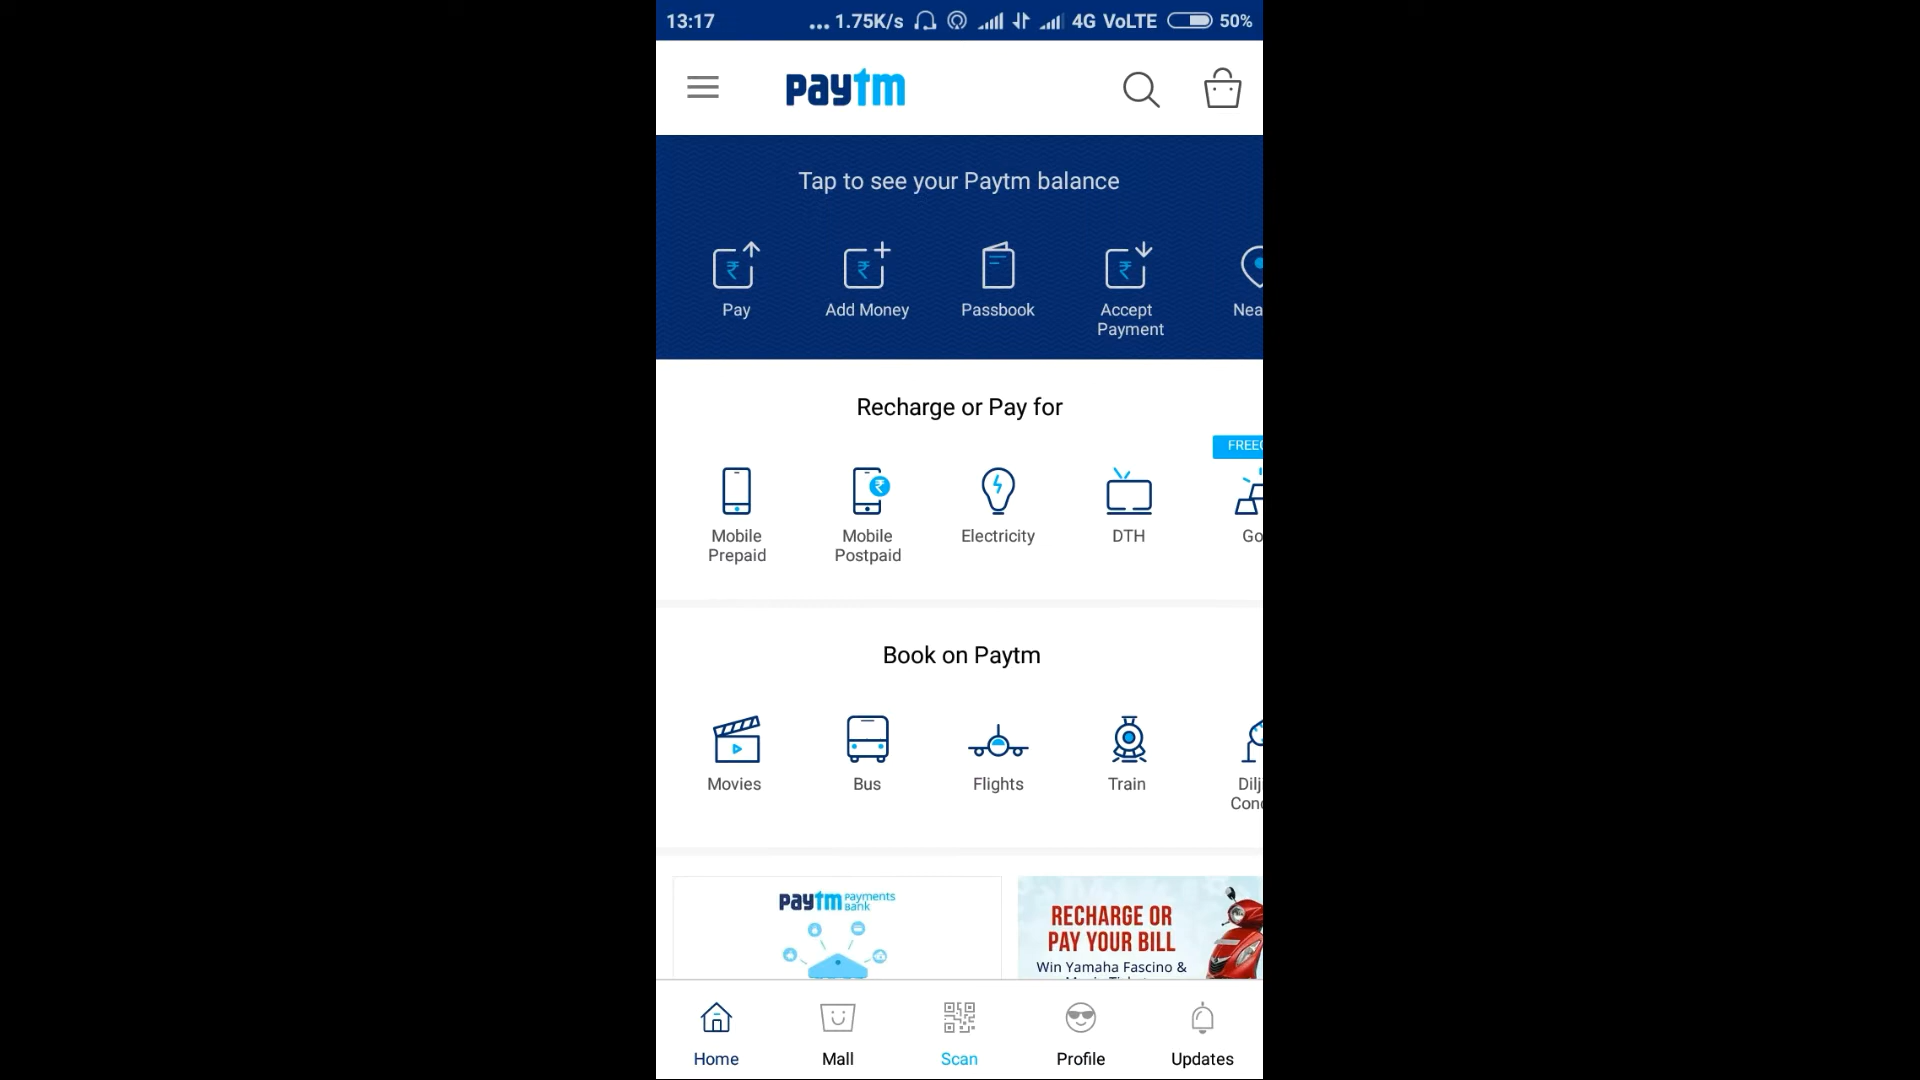 13:17 ... 1.75K/s 4G VoLTE 50%
paytm
Tap to see your Paytm balance
Pay Add Money Passbook Accept Payment Nea
Recharge or Pay for
FREEG
Mobile Prepaid Mobile Postpaid Electricity DTH Go
Book on Paytm
Movies Bus Flights Train Dilj Conc
paytm Payments Bank
RECHARGE OR
PAY YOUR BILL
Win Yamaha Fascino &
Home Mall Scan Profile Updates